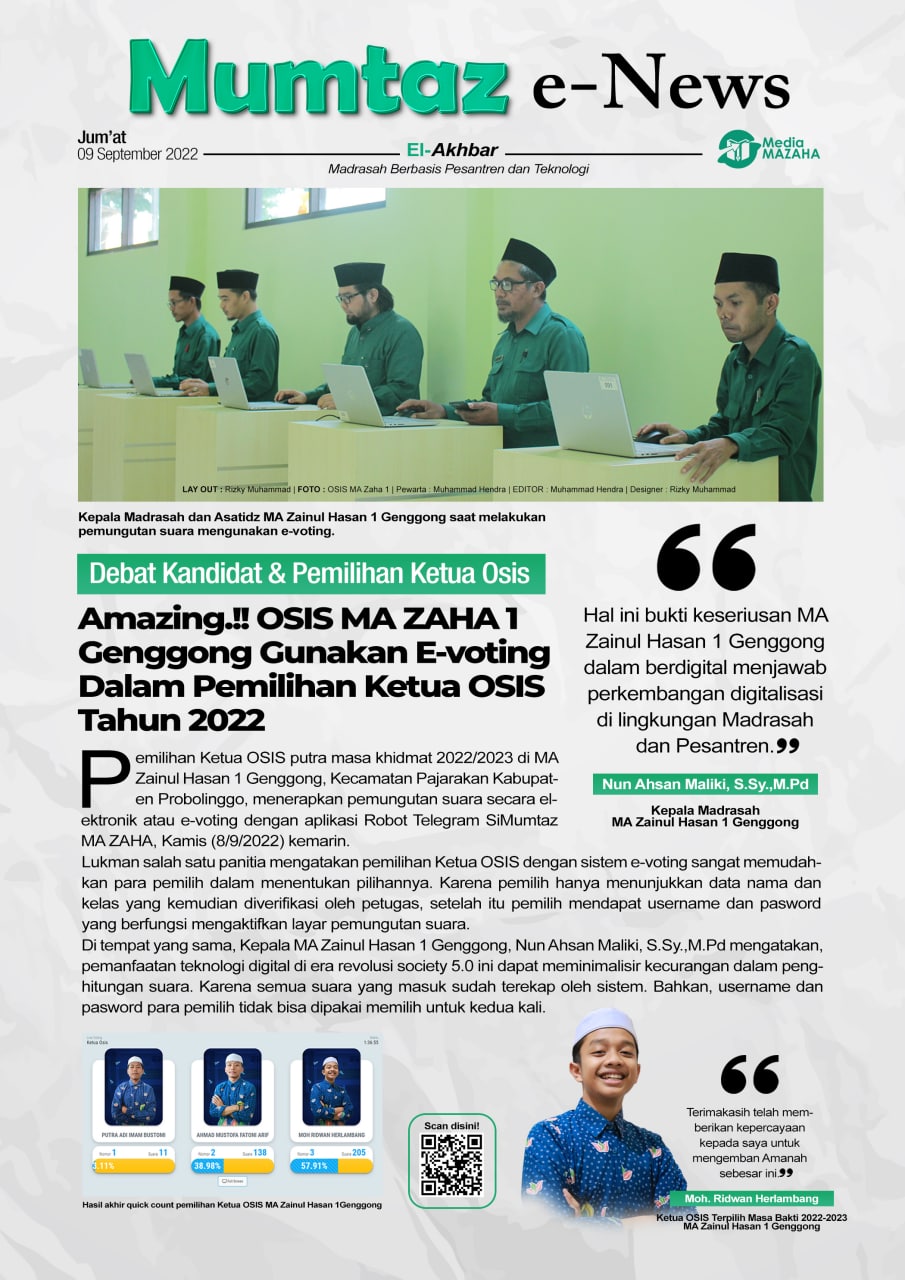 Mumtaz e-News
Jum'at
09 September 2022
El-Akhbar
Madrasah Berbasis Pesantren dan Teknologi
Media
MAZAHA
LAY OUT : Rizky Muhammad | FOTO : OSIS MA Zaha 1 | Pewarta : Muhammad Hendra | EDITOR : Muhammad Hendra | Designer : Rizky Muhammad
Kepala Madrasah dan Asatidz MA Zainul Hasan 1 Genggong saat melakukan
pemungutan suara mengunakan e-voting.
Debat Kandidat & Pemilihan Ketua Osis
Amazing.!! OSIS MA ZAHA 1
Genggong Gunakan E-voting
Dalam Pemilihan Ketua OSIS
Tahun 2022
“
Hal ini bukti keseriusan MA
Zainul Hasan 1 Genggong
dalam berdigital menjawab
perkembangan digitalisasi
di lingkungan Madrasah
dan Pesantren.”
Nun Ahsan Maliki, S.Sy.,M.Pd
Kepala Madrasah
MA Zainul Hasan 1 Genggong
Pemilihan Ketua OSIS putra masa khidmat 2022/2023 di MA
Zainul Hasan 1 Genggong, Kecamatan Pajarakan Kabupat-
en Probolinggo, menerapkan pemungutan suara secara el-
ektronik atau e-voting dengan aplikasi Robot Telegram SiMumtaz
MA ZAHA, Kamis (8/9/2022) kemarin.
Lukman salah satu panitia mengatakan pemilihan Ketua OSIS dengan sistem e-voting sangat memudah-
kan para pemilih dalam menentukan pilihannya. Karena pemilih hanya menunjukkan data nama dan
kelas yang kemudian diverifikasi oleh petugas, setelah itu pemilih mendapat username dan pasword
yang berfungsi mengaktifkan layar pemungutan suara.
Di tempat yang sama, Kepala MA Zainul Hasan 1 Genggong, Nun Ahsan Maliki, S.Sy.,M.Pd mengatakan,
pemanfaatan teknologi digital di era revolusi society 5.0 ini dapat meminimalisir kecurangan dalam peng-
hitungan suara. Karena semua suara yang masuk sudah terekap oleh sistem. Bahkan, username dan
pasword para pemilih tidak bisa dipakai memilih untuk kedua kali.
Ketua Osis
1:36:55
PUTRA ADI IMAM BUSTOMI
Nomor 1 Suara 11
3.11%
AHMAD MUSTOFA FATONI ARIF
Nomor 2 Suara 138
38.98%
MOH RIDWAN HERLAMBANG
Nomor 3 Suara 205
57.91%
Hasil akhir quick count pemilihan Ketua OSIS MA Zainul Hasan 1Genggong
Scan disini!
“
Terimakasih telah mem-
berikan kepercayaan
kepada saya untuk
mengemban Amanah
sebesar ini.”
Moh. Ridwan Herlambang
Ketua OSIS Terpilih Masa Bakti 2022-2023
MA Zainul Hasan 1 Genggong